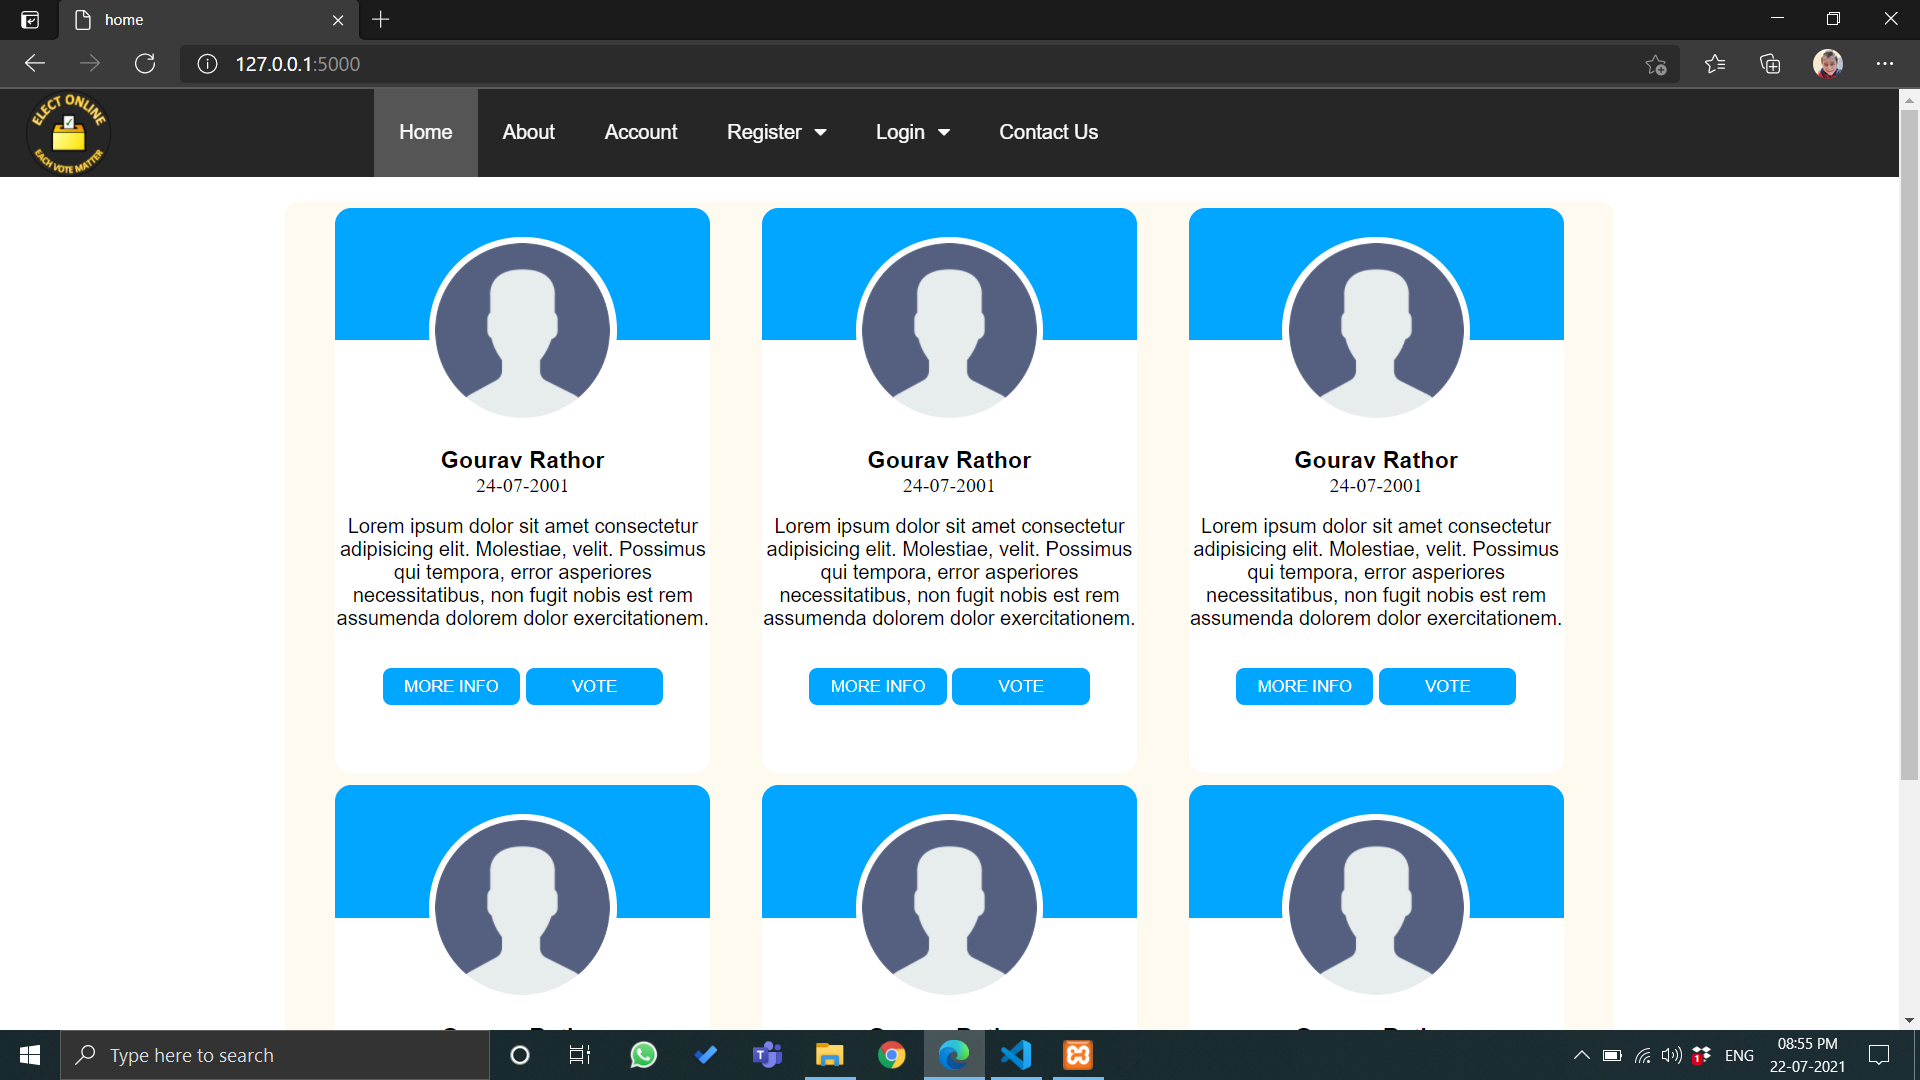 home
127.0.0.1:5000
ELECT ONLINE
EACH VOTE MATTER
Home About Account Register Login Contact Us
Gourav Rathor
24-07-2001
Lorem ipsum dolor sit amet consectetur
adipisicing elit. Molestiae, velit. Possimus
qui tempora, error asperiores
necessitatibus, non fugit nobis est rem
assumenda dolorem dolor exercitationem.
MORE INFO VOTE
Gourav Rathor
24-07-2001
Lorem ipsum dolor sit amet consectetur
adipisicing elit. Molestiae, velit. Possimus
qui tempora, error asperiores
necessitatibus, non fugit nobis est rem
assumenda dolorem dolor exercitationem.
MORE INFO VOTE
Gourav Rathor
24-07-2001
Lorem ipsum dolor sit amet consectetur
adipisicing elit. Molestiae, velit. Possimus
qui tempora, error asperiores
necessitatibus, non fugit nobis est rem
assumenda dolorem dolor exercitationem.
MORE INFO VOTE
Type here to search
1
ENG
08:55 PM
22-07-2021